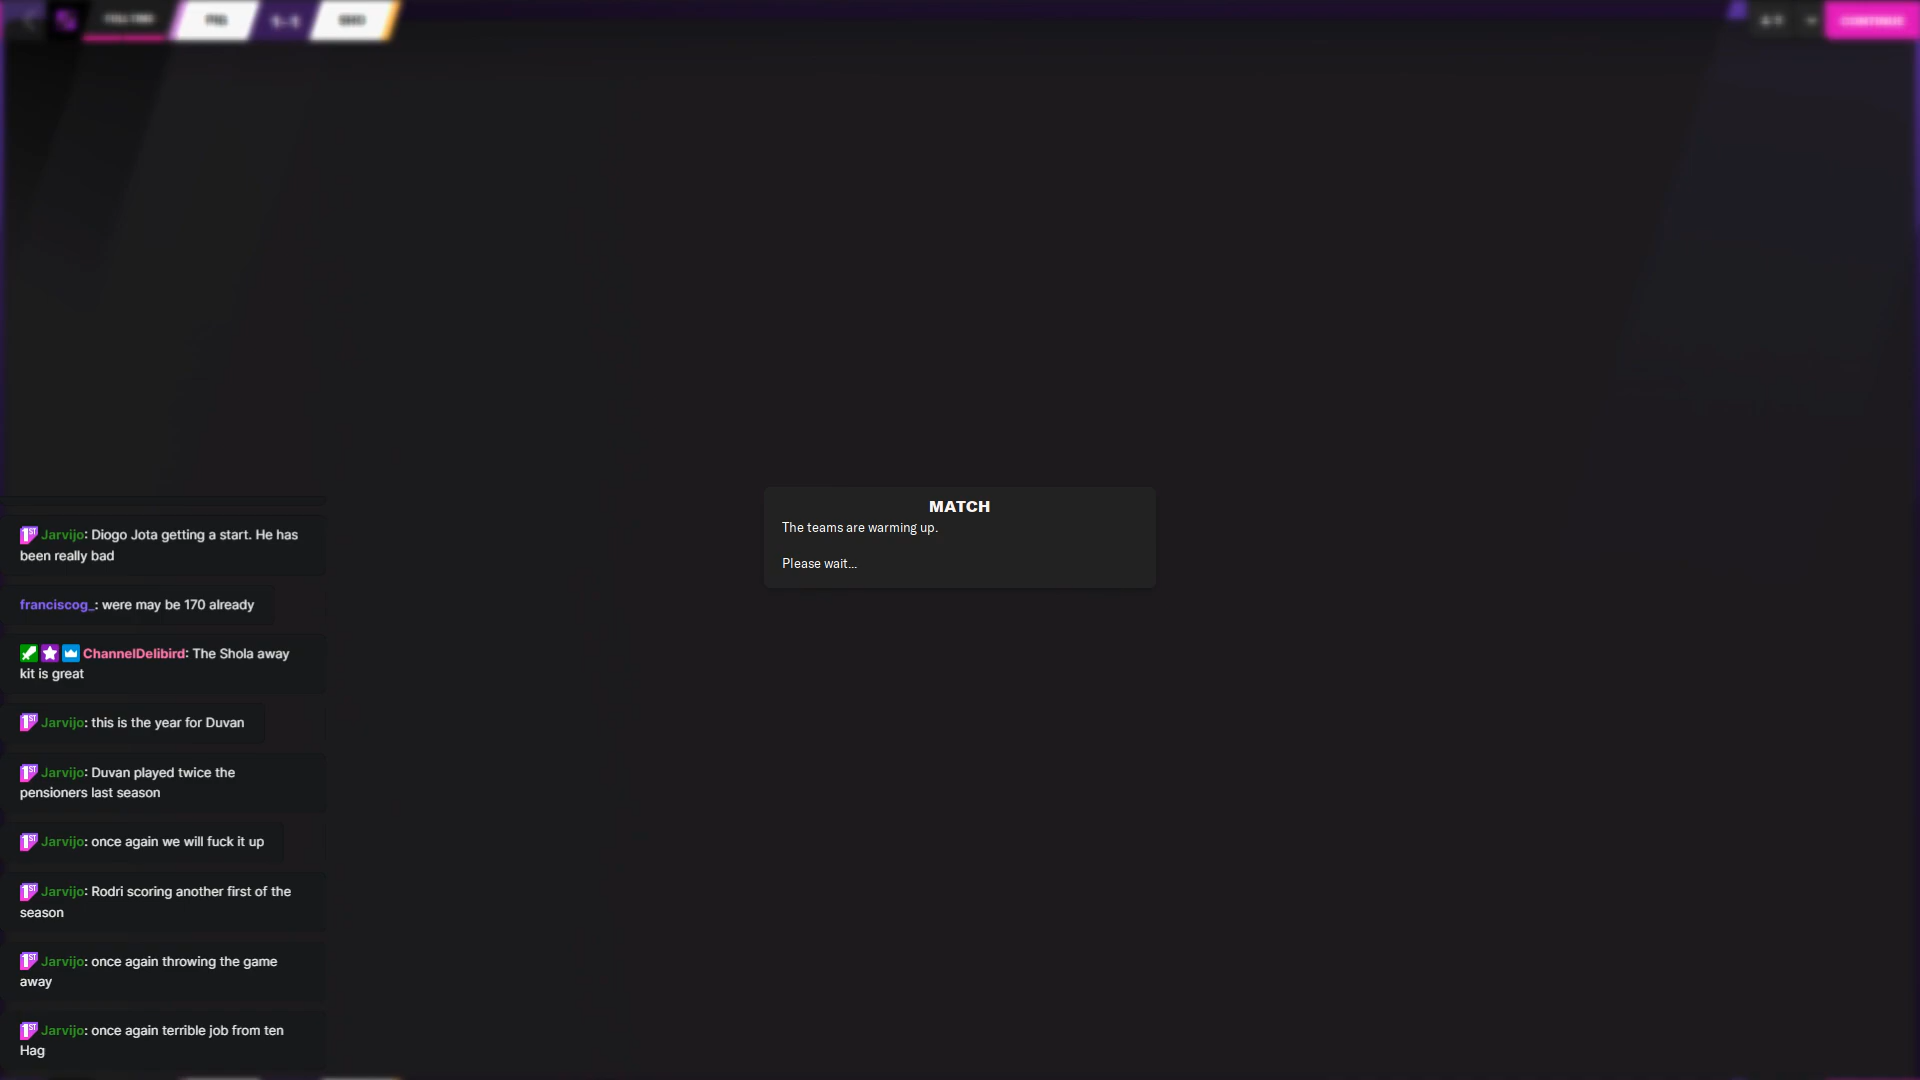 FULL TIME
CONTINUE
MATCH
The teams are warming up.
Please wait...
Jarvijo: Diogo Jota getting a start. He has
been really bad
franciscog_: were may be 170 already
ChannelDelibird: The Shola away
kit is great
Jarvijo: this is the year for Duvan
Jarvijo: Duvan played twice the
pensioners last season
Jarvijo: once again we will fuck it up
Jarvijo: Rodri scoring another first of the
season
Jarvijo: once again throwing the game
away
Jarvijo: once again terrible job from ten
Hag